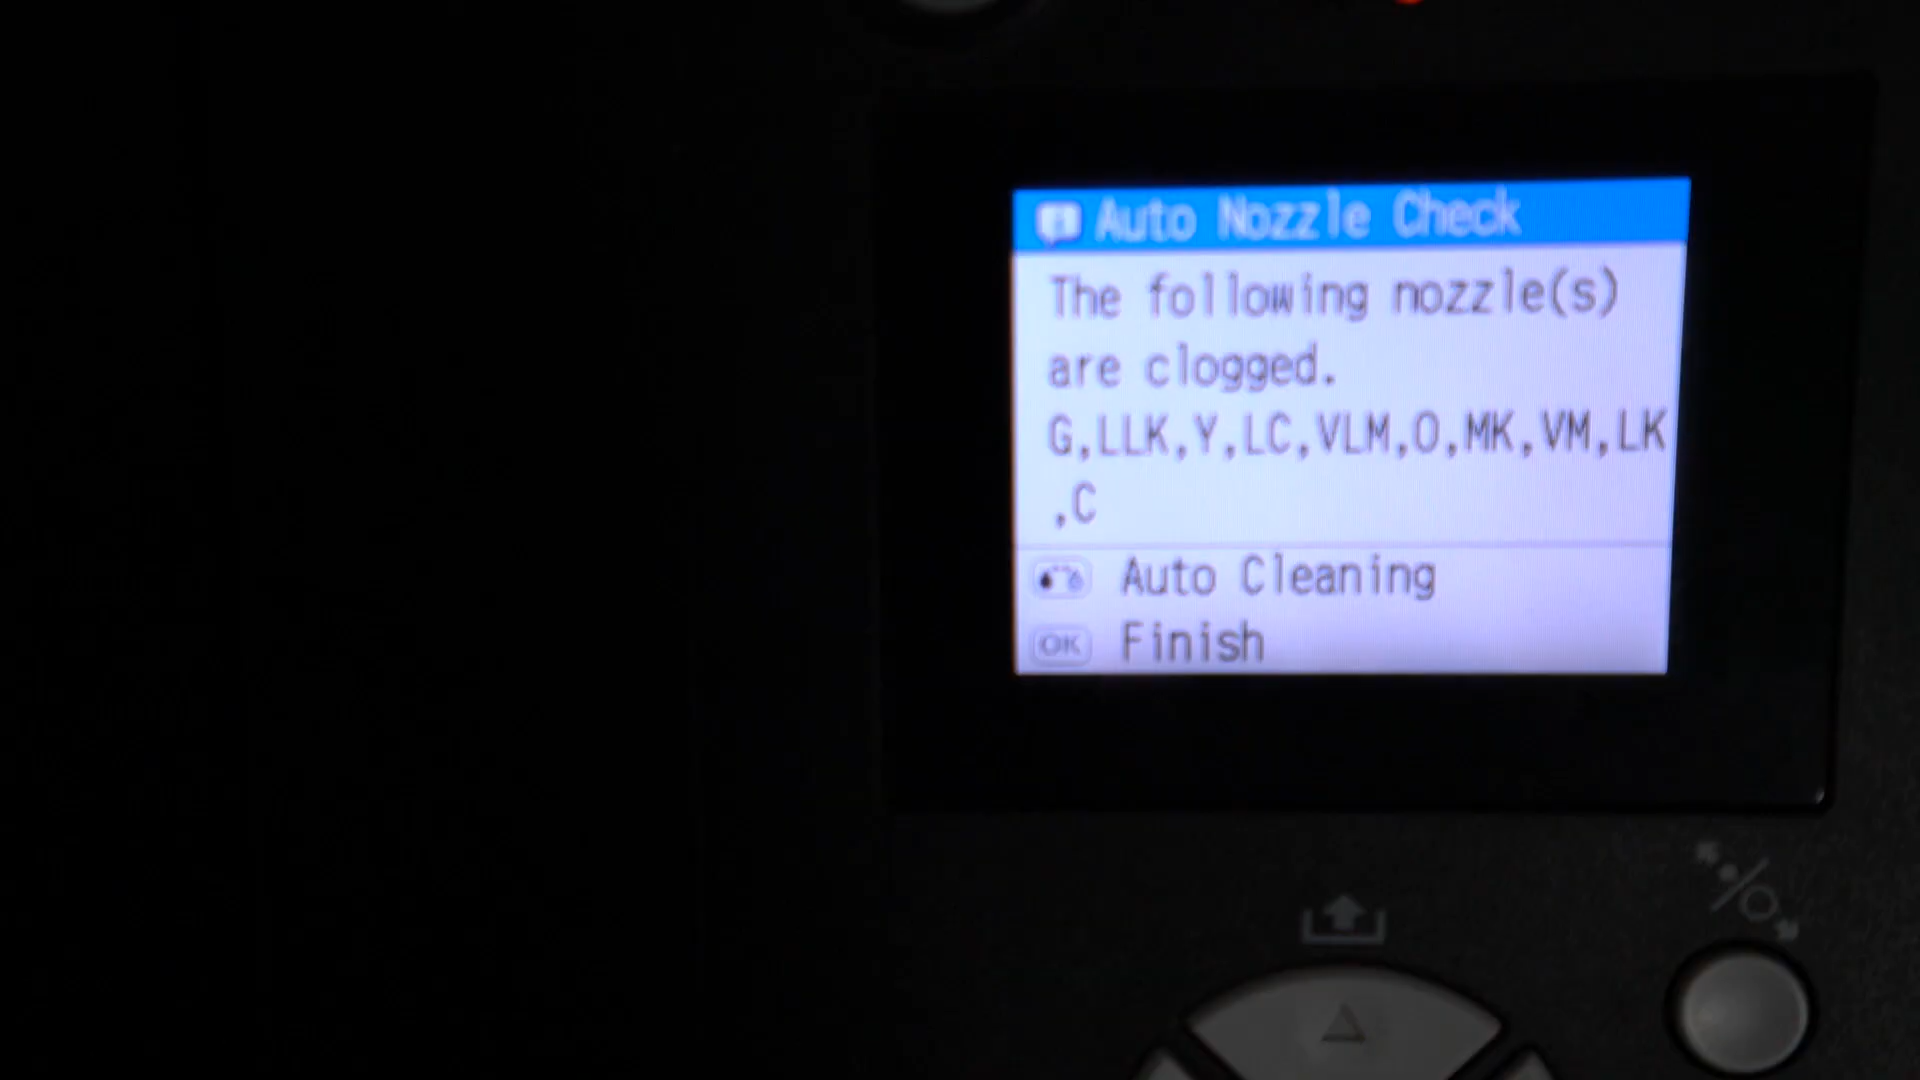 Auto Nozzle Check
The following nozzle(s)
are clogged.
G,LLK,Y,LC,VLM,O,MK,VM,LK
,C
Auto Cleaning
OK Finish